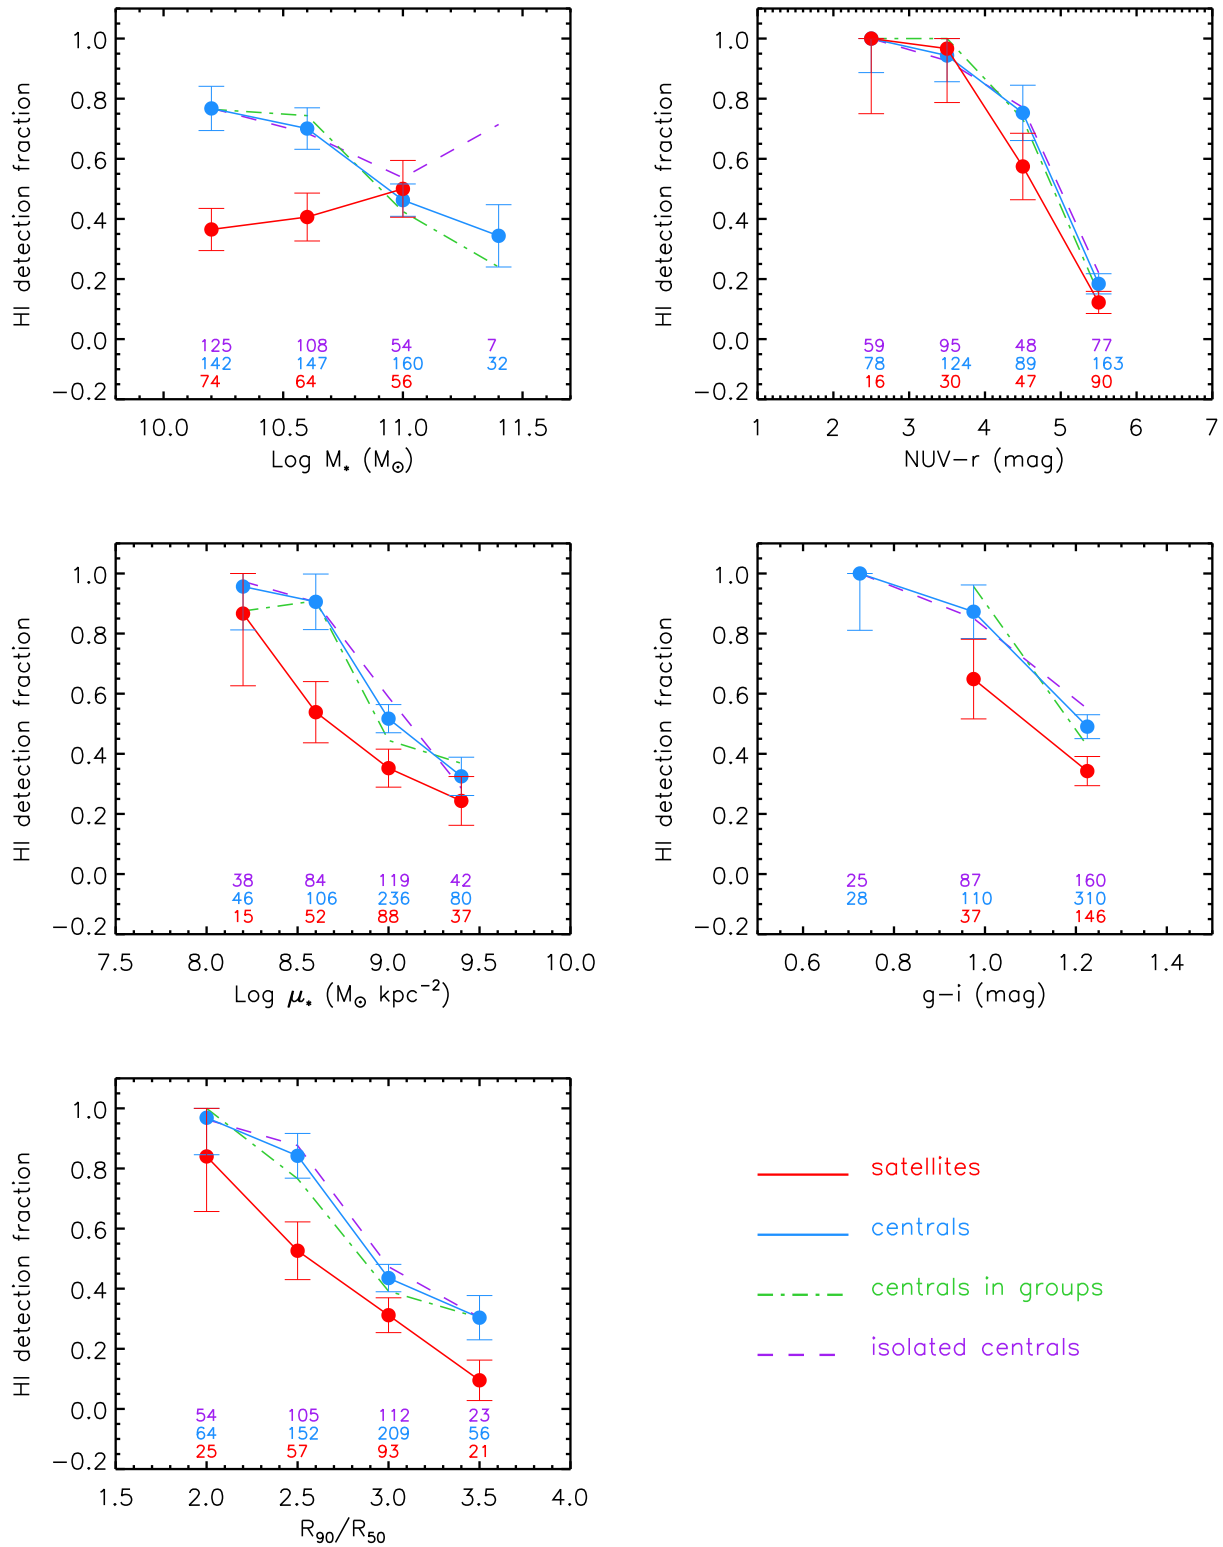 HI detection fraction
1.0
0.8
0.6
0.4
0.2
0.0
−0.2
125 108 54 7
142 147 160 32
74 64 56
10.0 10.5 11.0 11.5
Log M* (M⊙)
HI detection fraction
1.0
0.8
0.6
0.4
0.2
0.0
−0.2
59 95 48 77
78 124 89 163
16 30 47 90
1 2 3 4 5 6 7
NUV−r (mag)
HI detection fraction
1.0
0.8
0.6
0.4
0.2
0.0
−0.2
38 84 119 42
46 106 236 80
15 52 88 37
7.5 8.0 8.5 9.0 9.5 10.0
Log μ* (M⊙ kpc⁻²)
HI detection fraction
1.0
0.8
0.6
0.4
0.2
0.0
−0.2
25 87 160
28 110 310
37 146
0.6 0.8 1.0 1.2 1.4
g−i (mag)
HI detection fraction
1.0
0.8
0.6
0.4
0.2
0.0
−0.2
54 105 112 23
64 152 209 56
25 57 93 21
1.5 2.0 2.5 3.0 3.5 4.0
R₉₀/R₅₀
satellites
centrals
centrals in groups
isolated centrals